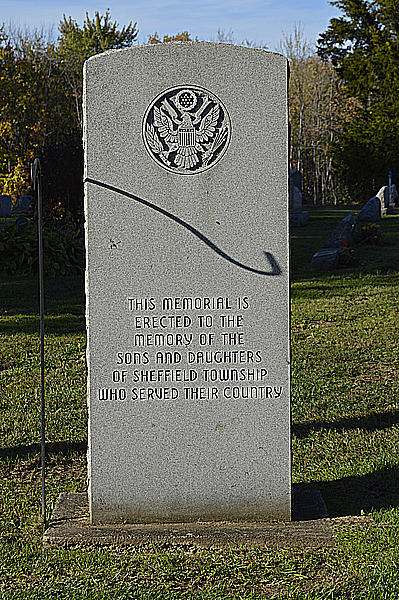 THIS MEMORIAL IS
ERECTED TO THE
MEMORY OF THE
SONS AND DAUGHTERS
OF SHEFFIELD TOWNSHIP
WHO SERVED THEIR COUNTRY